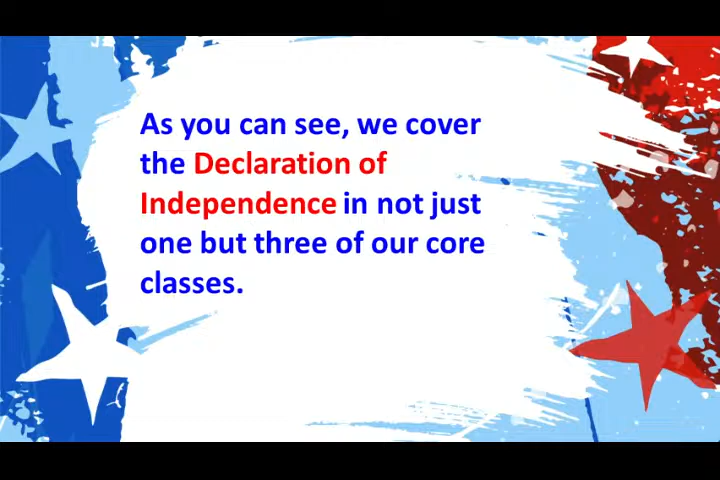 As you can see, we cover
the Declaration of
Independence in not just
one but three of our core
classes.